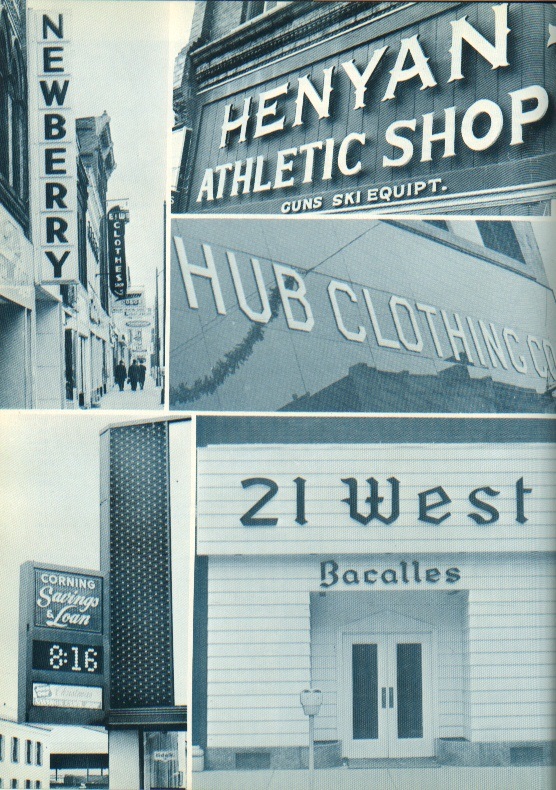 NEWBERRY
CLOTHES
HENYAN
ATHLETIC SHOP
GUNS SKI EQUIPT.
HUB CLOTHING CO
CORNING
Savings
& Loan
8:16
21 West
Bacalles